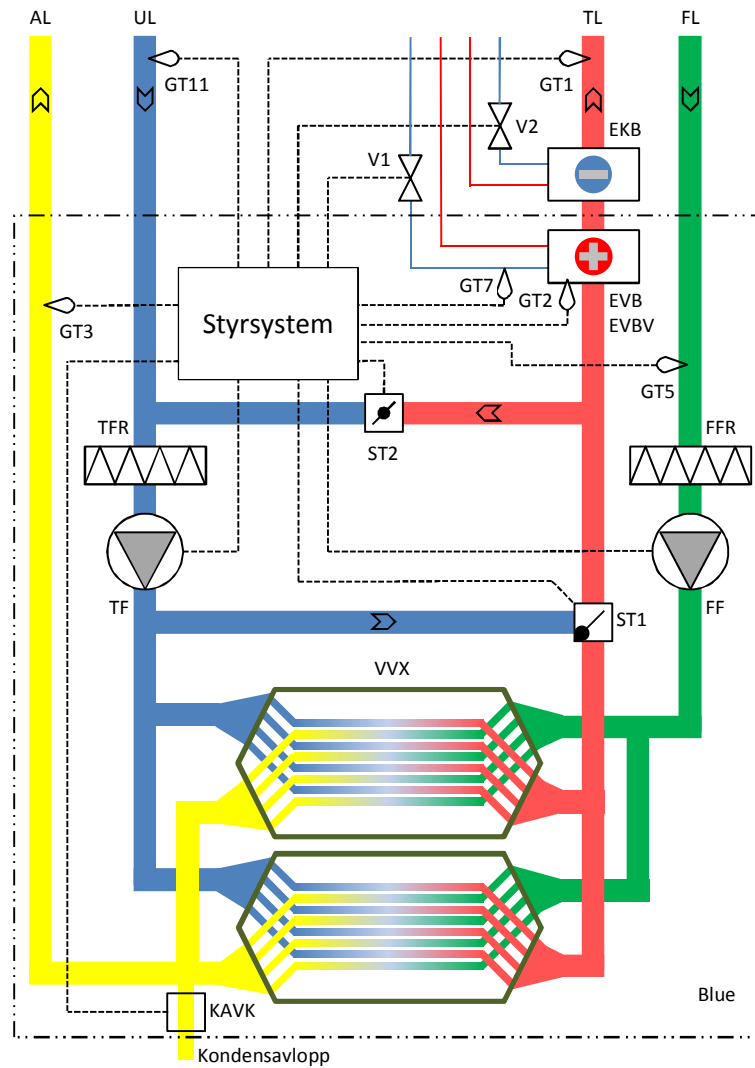 AL
UL
TL
FL
GT11
GT1
V2
EKB
V1
GT7
GT2
EVB
EVBV
GT3
Styrsystem
GT5
TFR
ST2
FFR
TF
FF
ST1
VVX
KAVK
Blue
Kondensavlopp